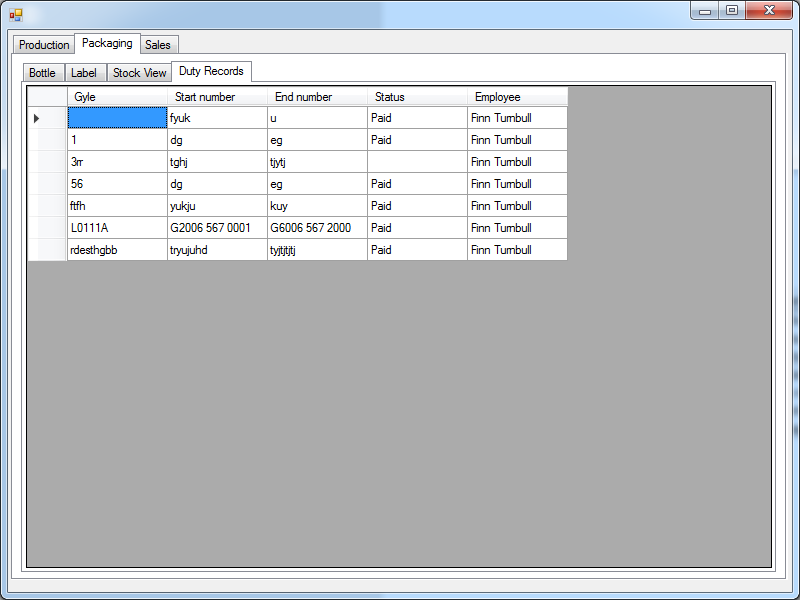 Production Packaging Sales
Bottle Label Stock View Duty Records
Gyle Start number End number Status Employee
fyuk u Paid Finn Turnbull
1 dg eg Paid Finn Turnbull
3rr tghj tjytj Finn Turnbull
56 dg eg Paid Finn Turnbull
ftfh yukju kuy Paid Finn Turnbull
L0111A G2006 567 0001 G6006 567 2000 Paid Finn Turnbull
rdesthgbb tryujuhd tyjtjtjtj Paid Finn Turnbull